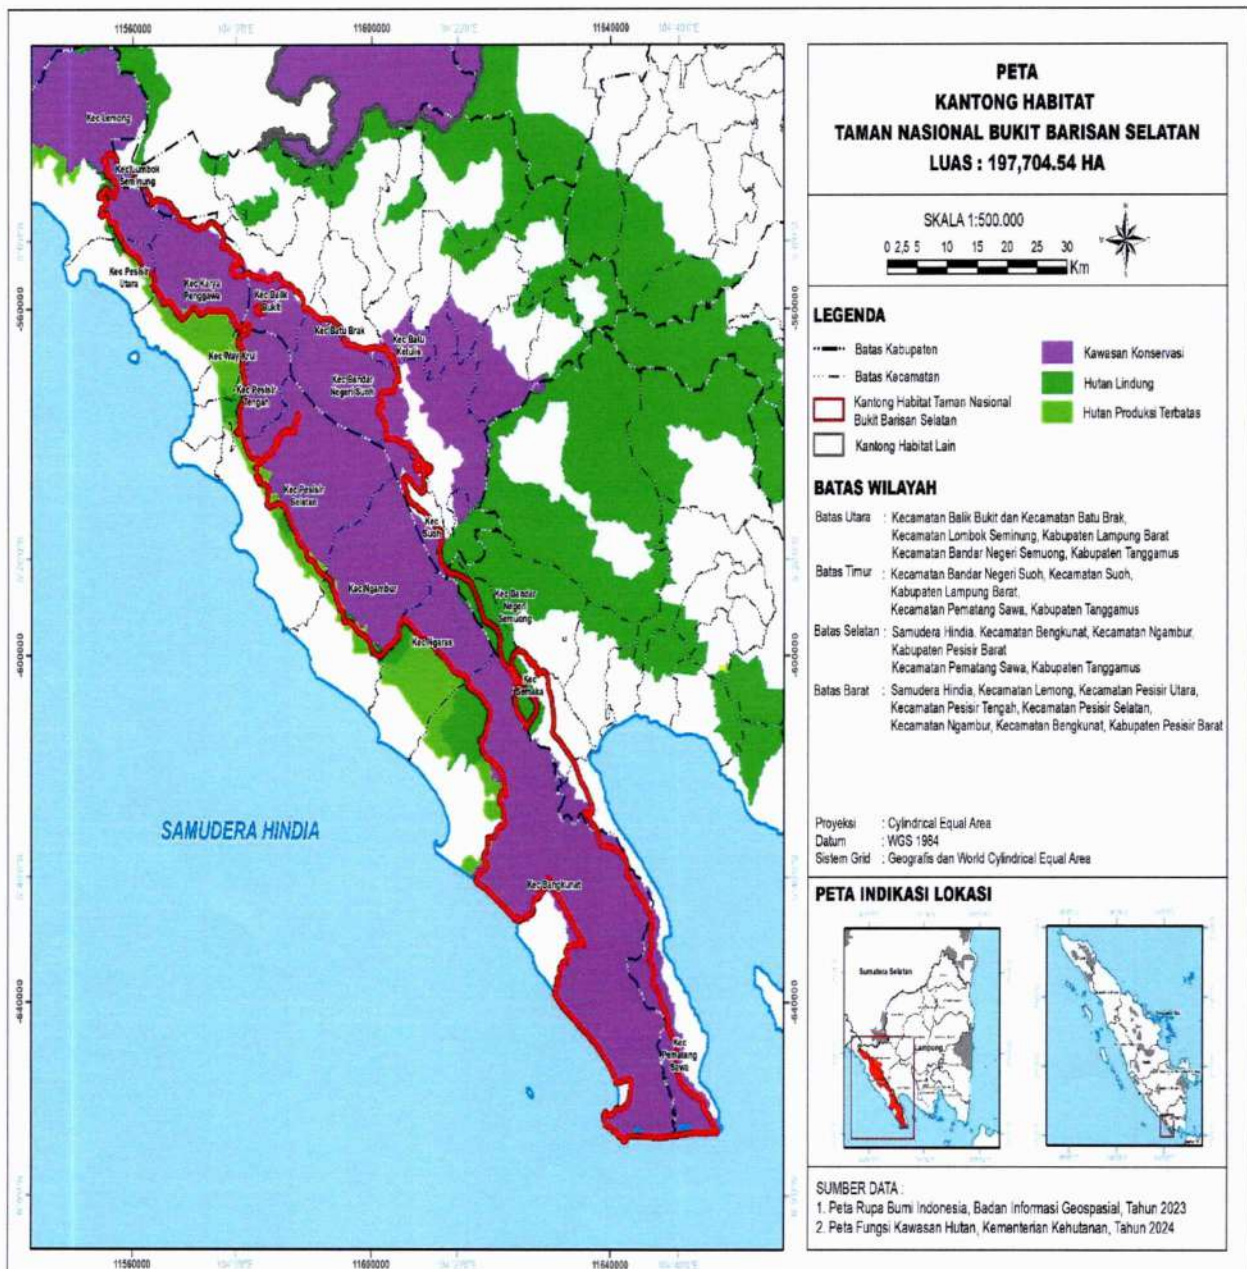 11560000
11600000
11640000
Kec Lemong
Kec Lumbok
Seminung
Kec Pesisir
Utara
Kec Karya
Penggawa
Kec Balik
Bukit
Kec Batu Brak
Kec Batu
Ketulis
Kec Way Krui
Kec Bandar
Negeri Suoh
Kec Pesisir
Tengah
Kec Pesisir
Selatan
Kec
Suoh
Kec Ngambur
Kec Bandar
Negeri
Semuong
Kec Ngaras
Kec
Semaka
SAMUDERA HINDIA
Kec Bangkunat
Kec
Pematang
Sawa
-560000
-600000
-640000
-560000
-600000
-640000
11560000
11600000
11640000
PETA
KANTONG HABITAT
TAMAN NASIONAL BUKIT BARISAN SELATAN
LUAS : 197,704.54 HA
SKALA 1:500.000
0 2,5 5 10 15 20 25 30
Km
LEGENDA
Batas Kabupaten
Batas Kecamatan
Kantong Habitat Taman Nasional
Bukit Barisan Selatan
Kantong Habitat Lain
Kawasan Konservasi
Hutan Lindung
Hutan Produksi Terbatas
BATAS WILAYAH
Batas Utara : Kecamatan Balik Bukit dan Kecamatan Batu Brak,
Kecamatan Lombok Seminung, Kabupaten Lampung Barat
Kecamatan Bandar Negeri Semuong, Kabupaten Tanggamus
Batas Timur : Kecamatan Bandar Negeri Suoh, Kecamatan Suoh,
Kabupaten Lampung Barat,
Kecamatan Pematang Sawa, Kabupaten Tanggamus
Batas Selatan : Samudera Hindia, Kecamatan Bengkunat, Kecamatan Ngambur,
Kabupaten Pesisir Barat
Kecamatan Pematang Sawa, Kabupaten Tanggamus
Batas Barat : Samudera Hindia, Kecamatan Lemong, Kecamatan Pesisir Utara,
Kecamatan Pesisir Tengah, Kecamatan Pesisir Selatan,
Kecamatan Ngambur, Kecamatan Bengkunat, Kabupaten Pesisir Barat
Proyeksi : Cylindrical Equal Area
Datum : WGS 1984
Sistem Grid : Geografis dan World Cylindrical Equal Area
PETA INDIKASI LOKASI
Sumatera Selatan
Lampung
SUMBER DATA :
1. Peta Rupa Bumi Indonesia, Badan Informasi Geospasial, Tahun 2023
2. Peta Fungsi Kawasan Hutan, Kementerian Kehutanan, Tahun 2024